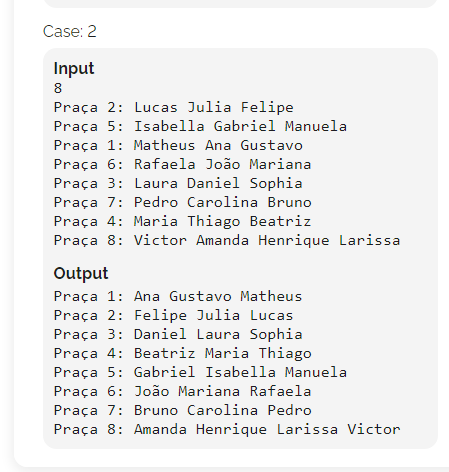 Case: 2
Input
8
Praça 2: Lucas Julia Felipe
Praça 5: Isabella Gabriel Manuela
Praça 1: Matheus Ana Gustavo
Praça 6: Rafaela João Mariana
Praça 3: Laura Daniel Sophia
Praça 7: Pedro Carolina Bruno
Praça 4: Maria Thiago Beatriz
Praça 8: Victor Amanda Henrique Larissa
Output
Praça 1: Ana Gustavo Matheus
Praça 2: Felipe Julia Lucas
Praça 3: Daniel Laura Sophia
Praça 4: Beatriz Maria Thiago
Praça 5: Gabriel Isabella Manuela
Praça 6: João Mariana Rafaela
Praça 7: Bruno Carolina Pedro
Praça 8: Amanda Henrique Larissa Victor